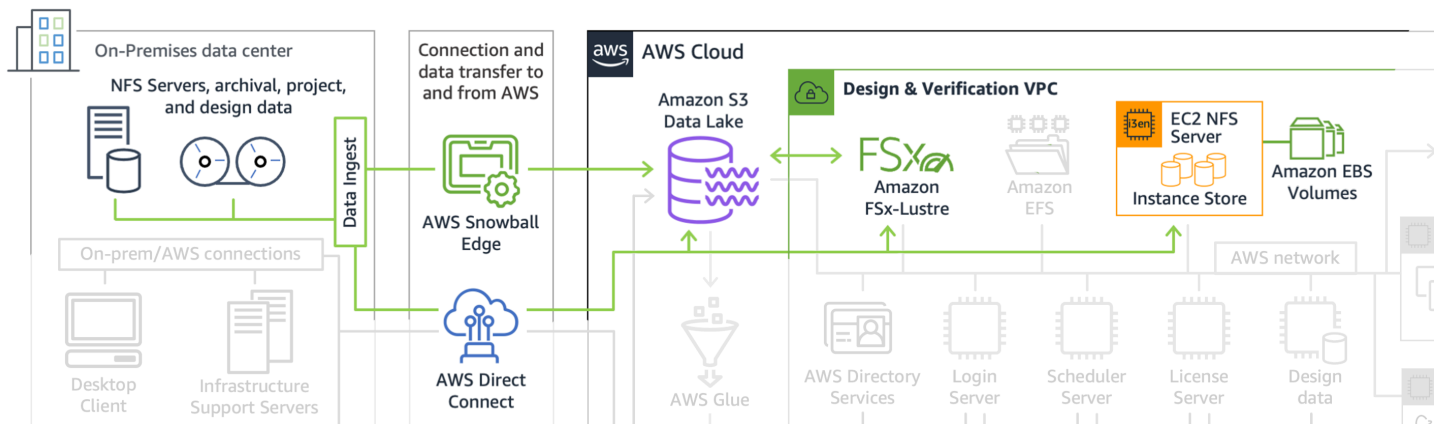 On-Premises data center
NFS Servers, archival, project,
and design data
Data Ingest
On-prem/AWS connections
Desktop
Client
Infrastructure
Support Servers
Connection and
data transfer to
and from AWS
AWS Snowball
Edge
AWS Direct
Connect
aws
AWS Cloud
Amazon S3
Data Lake
AWS Glue
Design & Verification VPC
FSx
Amazon
FSx-Lustre
Amazon
EFS
i3en
EC2 NFS
Server
Instance Store
Amazon EBS
Volumes
AWS network
AWS Directory
Services
Login
Server
Scheduler
Server
License
Server
Design
data